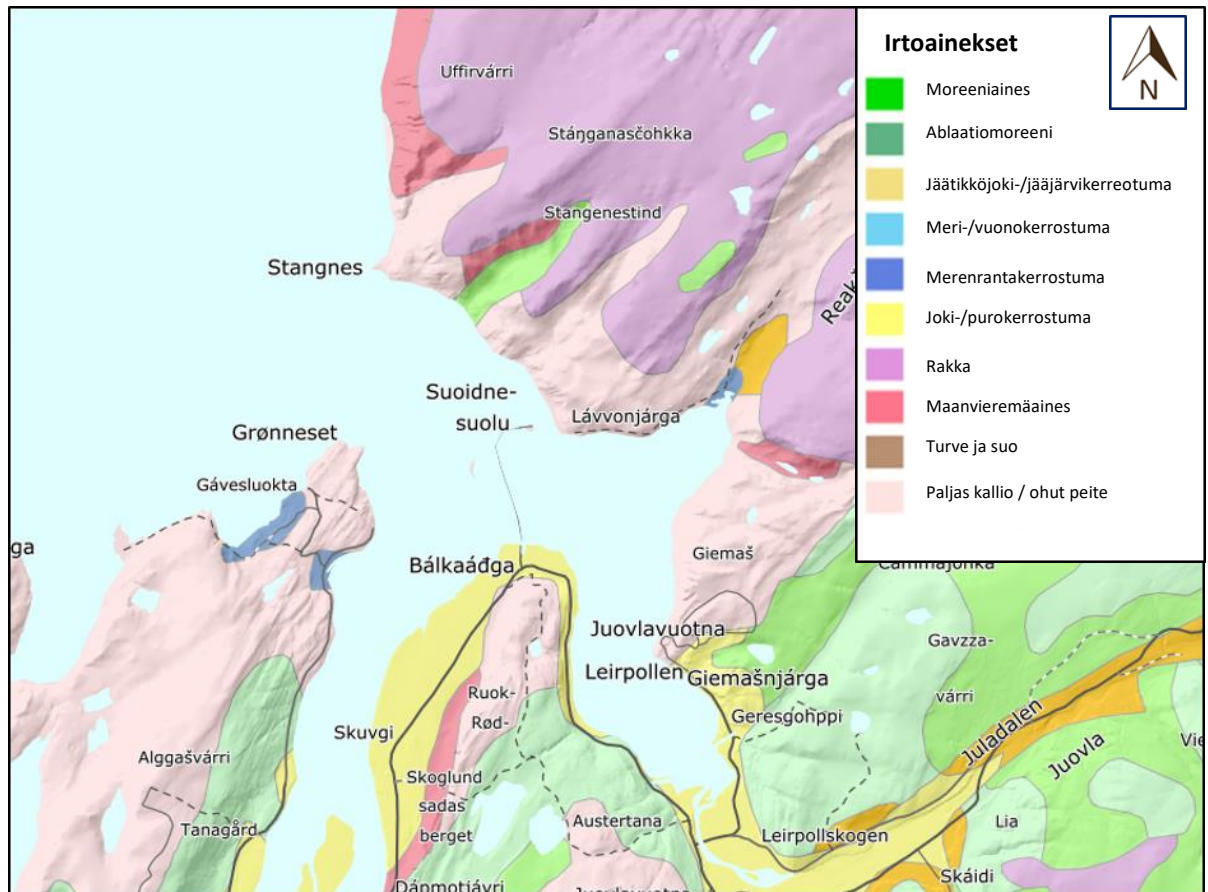 Irtoainekset
N
Moreeniaines
Ablaatiomoreeni
Jäätikköjoki-/jääjärvikerreotuma
Meri-/vuonokerrostuma
Merenrantakerrostuma
Joki-/purokerrostuma
Rakka
Maanvieremäaines
Turve ja suo
Paljas kallio / ohut peite
Uffirvárri
Stáŋganasčohkka
Stangenestind
Stangnes
Suoidne-
suolu
Lávvonjárga
Grønneset
Gávesluokta
ga
Bálkaáđga
Giemaš
Juovlavuotna
Leirpollen
Giemašnjárga
Gavzza-
várri
Geresgohppi
Ruok-
Rød-
Skuvgi
Juladalen
Juovla
Vie
Alggašvárri
Skoglund
sadas
berget
Tanagård
Austertana
Leirpollskogen
Lia
Skáidi
Dápmotjávri